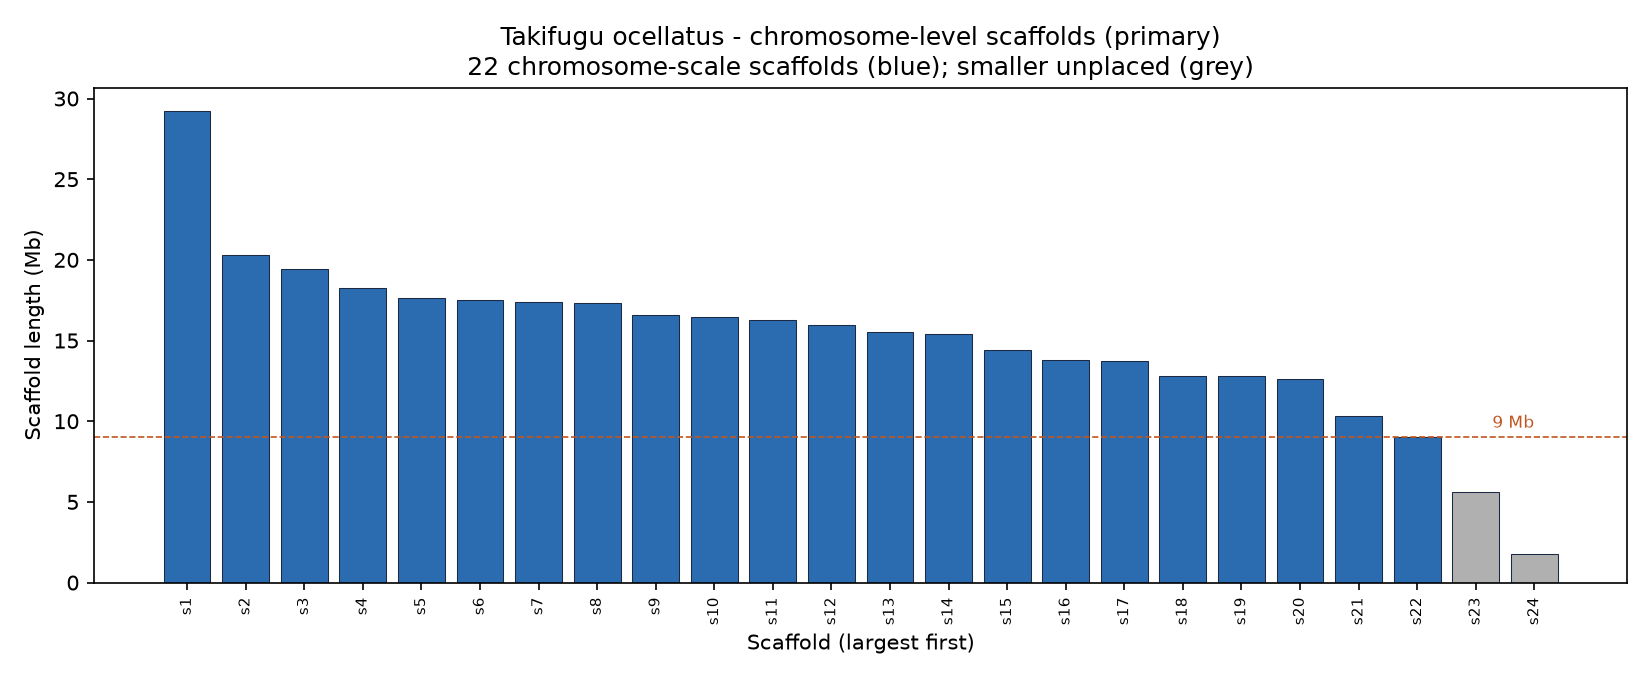 Takifugu ocellatus - chromosome-level scaffolds (primary)
22 chromosome-scale scaffolds (blue); smaller unplaced (grey)
Scaffold length (Mb)
30
25
20
15
10
5
0
9 Mb
s1
s2
s3
s4
s5
s6
s7
s8
s9
s10
s11
s12
s13
s14
s15
s16
s17
s18
s19
s20
s21
s22
s23
s24
Scaffold (largest first)